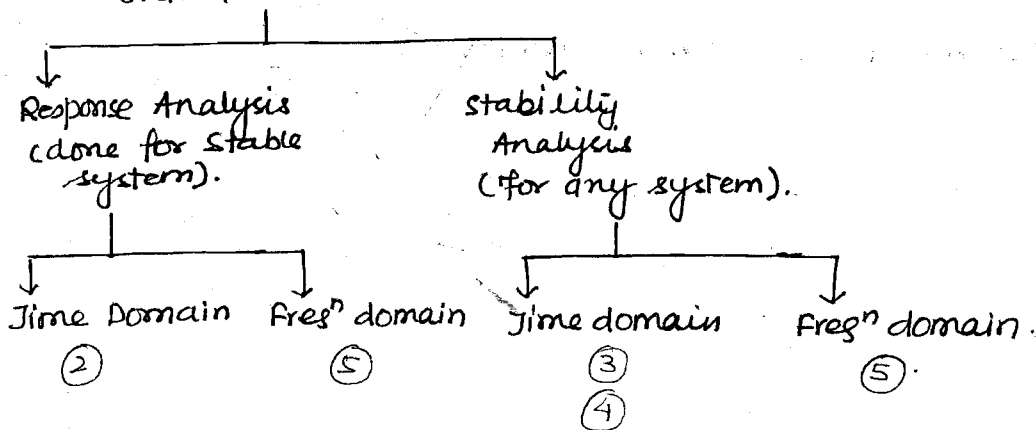 Response Analysis
(done for stable
system).
stability
Analysis
(for any system).
Time Domain
Freqⁿ domain
Time domain
Freqⁿ domain.
②
⑤
③
⑤.
④